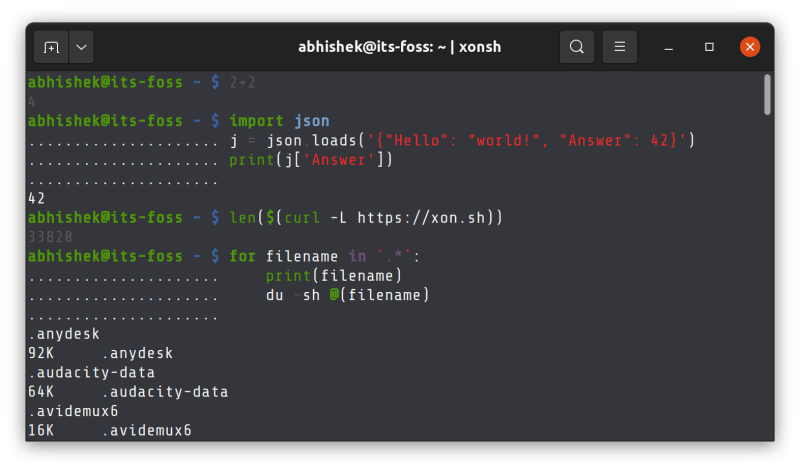 abhishek@its-foss: ~ | xonsh
abhishek@its-foss ~ $ 2+2
4
abhishek@its-foss ~ $ import json
..................... j = json.loads('{"Hello": "world!", "Answer": 42}')
..................... print(j['Answer'])
.....................
42
abhishek@its-foss ~ $ len($(curl -L https://xon.sh))
33820
abhishek@its-foss ~ $ for filename in `.*`:
.....................     print(filename)
.....................     du -sh @(filename)
.....................
.anydesk
92K     .anydesk
.audacity-data
64K     .audacity-data
.avidemux6
16K     .avidemux6